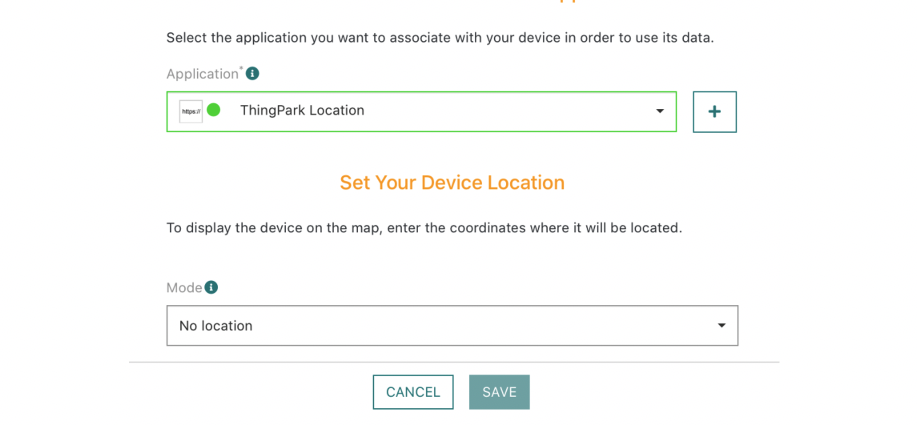 Select the application you want to associate with your device in order to use its data.
Application*
https:// ThingPark Location
+
Set Your Device Location
To display the device on the map, enter the coordinates where it will be located.
Mode
No location
CANCEL SAVE